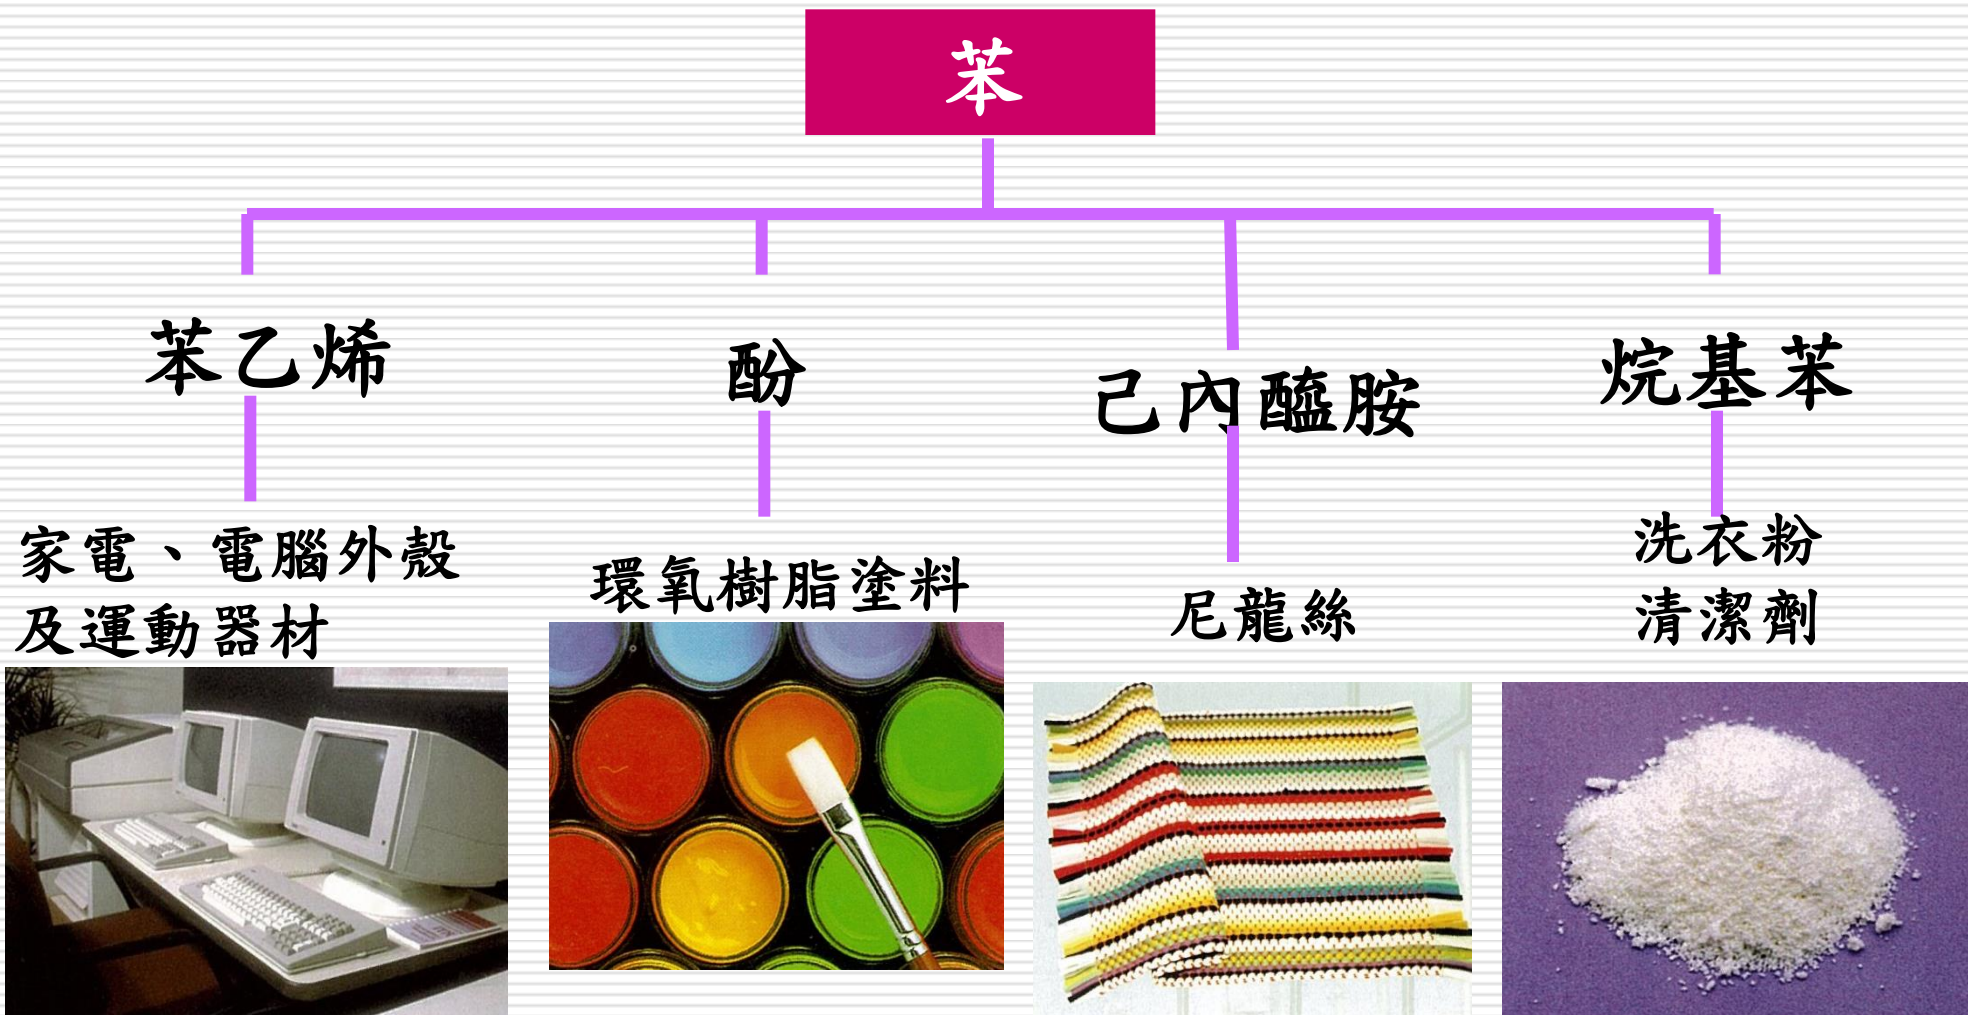 苯
苯乙烯
酚
己內醯胺
烷基苯
家電、電腦外殼
及運動器材
環氧樹脂塗料
尼龍絲
洗衣粉
清潔劑